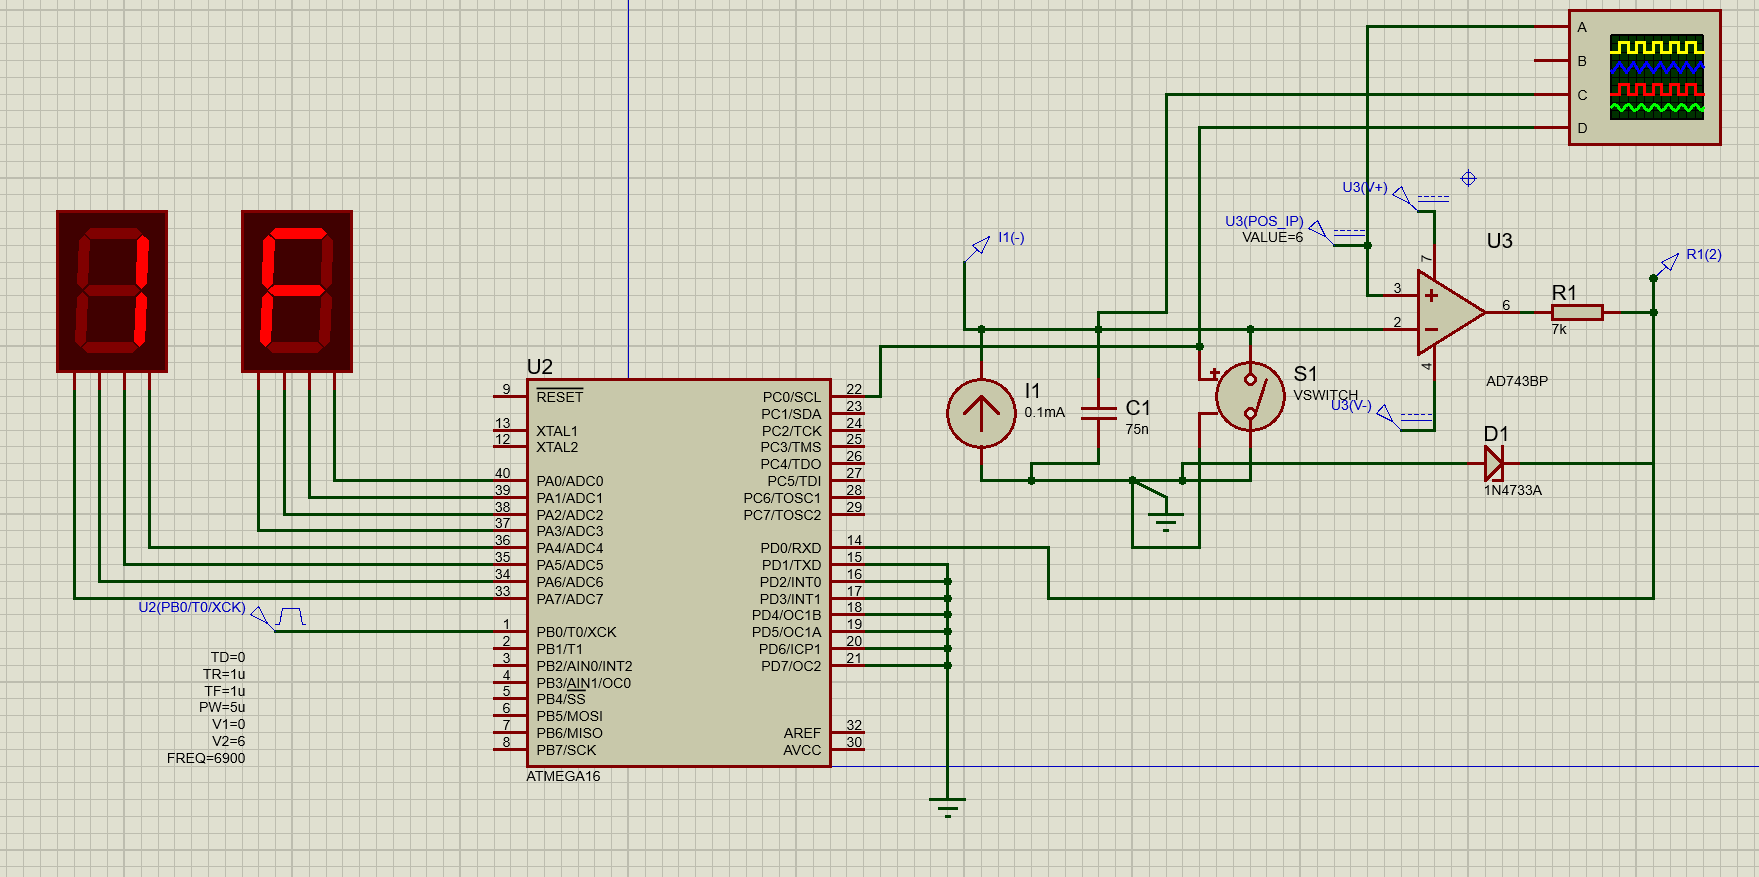 A
B
C
D
U3(V+)
U3(POS_IP)
VALUE=6
I1(-)
U3
R1(2)
7
3
6
2
4
R1
7k
AD743BP
U2
9
RESET
13
XTAL1
12
XTAL2
40
PA0/ADC0
39
PA1/ADC1
38
PA2/ADC2
37
PA3/ADC3
36
PA4/ADC4
35
PA5/ADC5
34
PA6/ADC6
33
PA7/ADC7
1
PB0/T0/XCK
2
PB1/T1
3
PB2/AIN0/INT2
4
PB3/AIN1/OC0
5
PB4/SS
6
PB5/MOSI
7
PB6/MISO
8
PB7/SCK
PC0/SCL
22
PC1/SDA
23
PC2/TCK
24
PC3/TMS
25
PC4/TDO
26
PC5/TDI
27
PC6/TOSC1
28
PC7/TOSC2
29
PD0/RXD
14
PD1/TXD
15
PD2/INT0
16
PD3/INT1
17
PD4/OC1B
18
PD5/OC1A
19
PD6/ICP1
20
PD7/OC2
21
AREF
32
AVCC
30
ATMEGA16
I1
0.1mA
C1
75n
S1
VSWITCH
U3(V-)
D1
1N4733A
U2(PB0/T0/XCK)
TD=0
TR=1u
TF=1u
PW=5u
V1=0
V2=6
FREQ=6900
1F